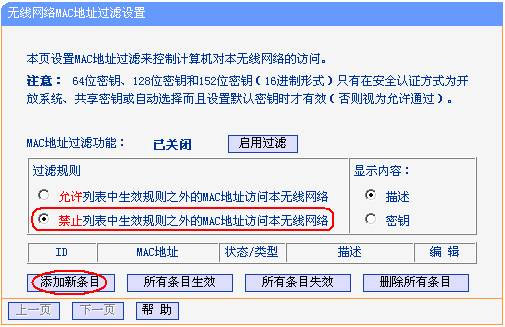 无线网络MAC地址过滤设置
本页设置MAC地址过滤来控制计算机对本无线网络的访问。
注意： 64位密钥、128位密钥和152位密钥（16进制形式）只有在安全认证方式为开
放系统、共享密钥或自动选择而且设置默认密钥时才有效（否则视为允许通过）。
MAC地址过滤功能： 已关闭 启用过滤
过滤规则 显示内容：
允许列表中生效规则之外的MAC地址访问本无线网络 描述
禁止列表中生效规则之外的MAC地址访问本无线网络 密钥
ID MAC地址 状态/类型 描述 编 辑
添加新条目 所有条目生效 所有条目失效 删除所有条目
上一页 下一页 帮 助